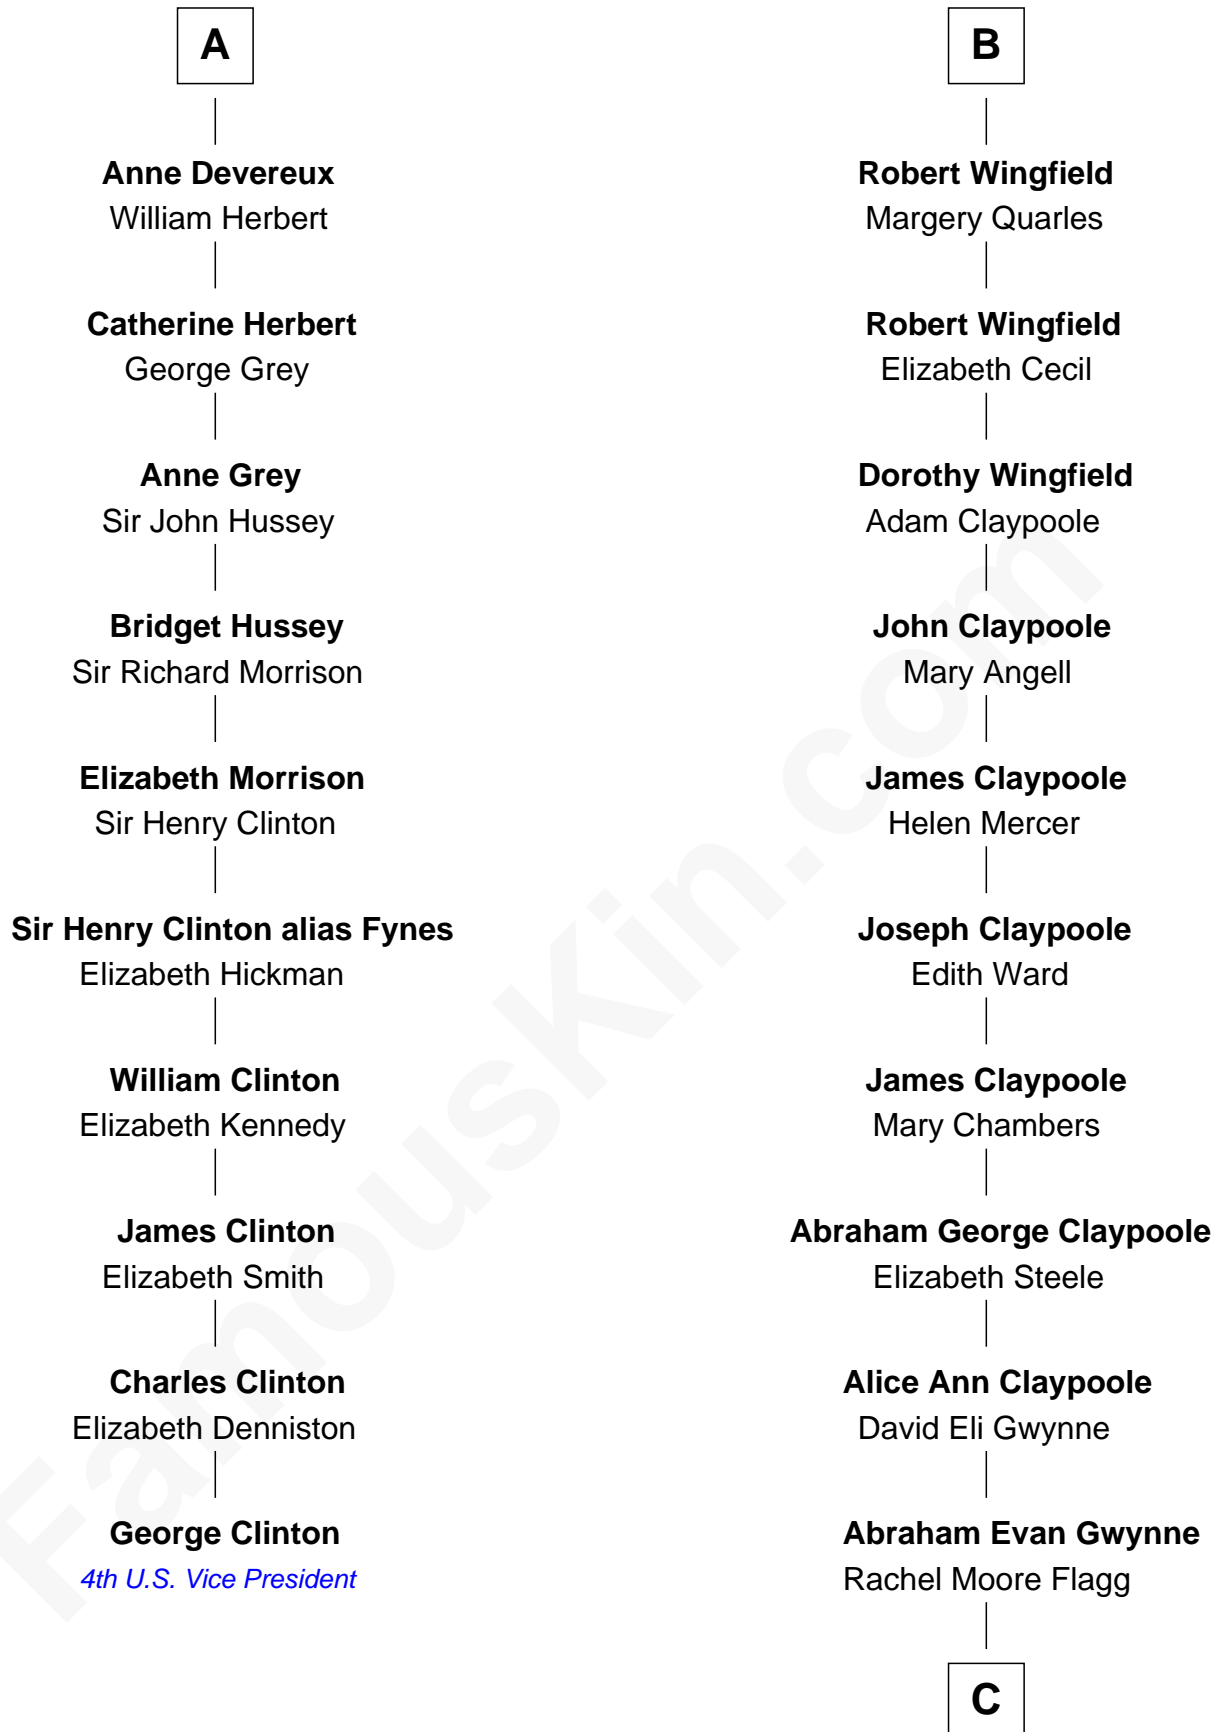 A
Anne Devereux
William Herbert
Catherine Herbert
George Grey
Anne Grey
Sir John Hussey
Bridget Hussey
Sir Richard Morrison
Elizabeth Morrison
Sir Henry Clinton
Sir Henry Clinton alias Fynes
Elizabeth Hickman
William Clinton
Elizabeth Kennedy
James Clinton
Elizabeth Smith
Charles Clinton
Elizabeth Denniston
George Clinton
4th U.S. Vice President
B
Robert Wingfield
Margery Quarles
Robert Wingfield
Elizabeth Cecil
Dorothy Wingfield
Adam Claypoole
John Claypoole
Mary Angell
James Claypoole
Helen Mercer
Joseph Claypoole
Edith Ward
James Claypoole
Mary Chambers
Abraham George Claypoole
Elizabeth Steele
Alice Ann Claypoole
David Eli Gwynne
Abraham Evan Gwynne
Rachel Moore Flagg
C
FamousKin.com